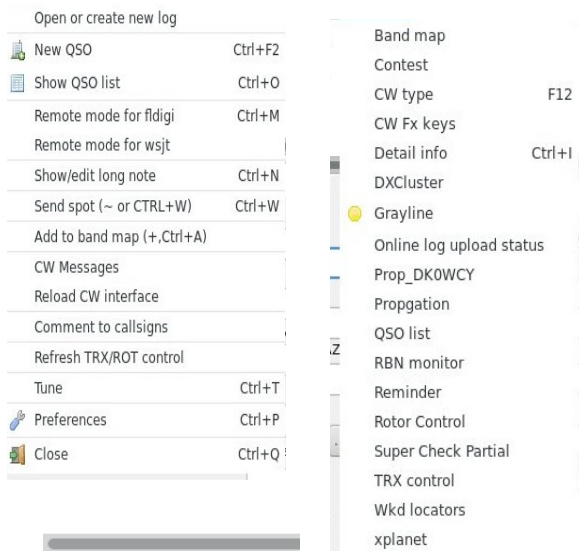 Open or create new log
New QSO Ctrl+F2
Show QSO list Ctrl+O
Remote mode for fldigi Ctrl+M
Remote mode for wsjt
Show/edit long note Ctrl+N
Send spot (~ or CTRL+W) Ctrl+W
Add to band map (+,Ctrl+A)
CW Messages
Reload CW interface
Comment to callsigns
Refresh TRX/ROT control
Tune Ctrl+T
Preferences Ctrl+P
Close Ctrl+Q
Band map
Contest
CW type F12
CW Fx keys
Detail info Ctrl+I
DXCluster
Grayline
Online log upload status
Prop_DK0WCY
Propgation
QSO list
RBN monitor
Reminder
Rotor Control
Super Check Partial
TRX control
Wkd locators
xplanet